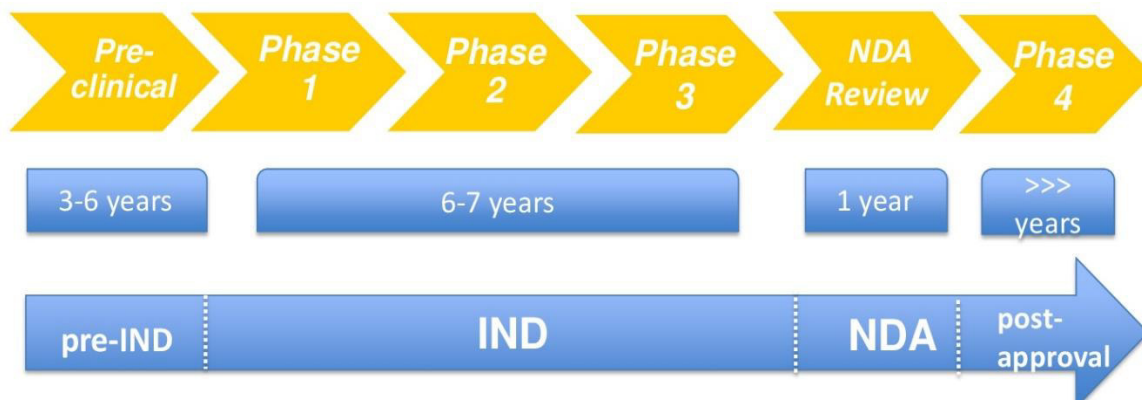 Pre-
clinical
Phase
1
Phase
2
Phase
3
NDA
Review
Phase
4
3-6 years
6-7 years
1 year
>>>
years
pre-IND
IND
NDA
post-
approval